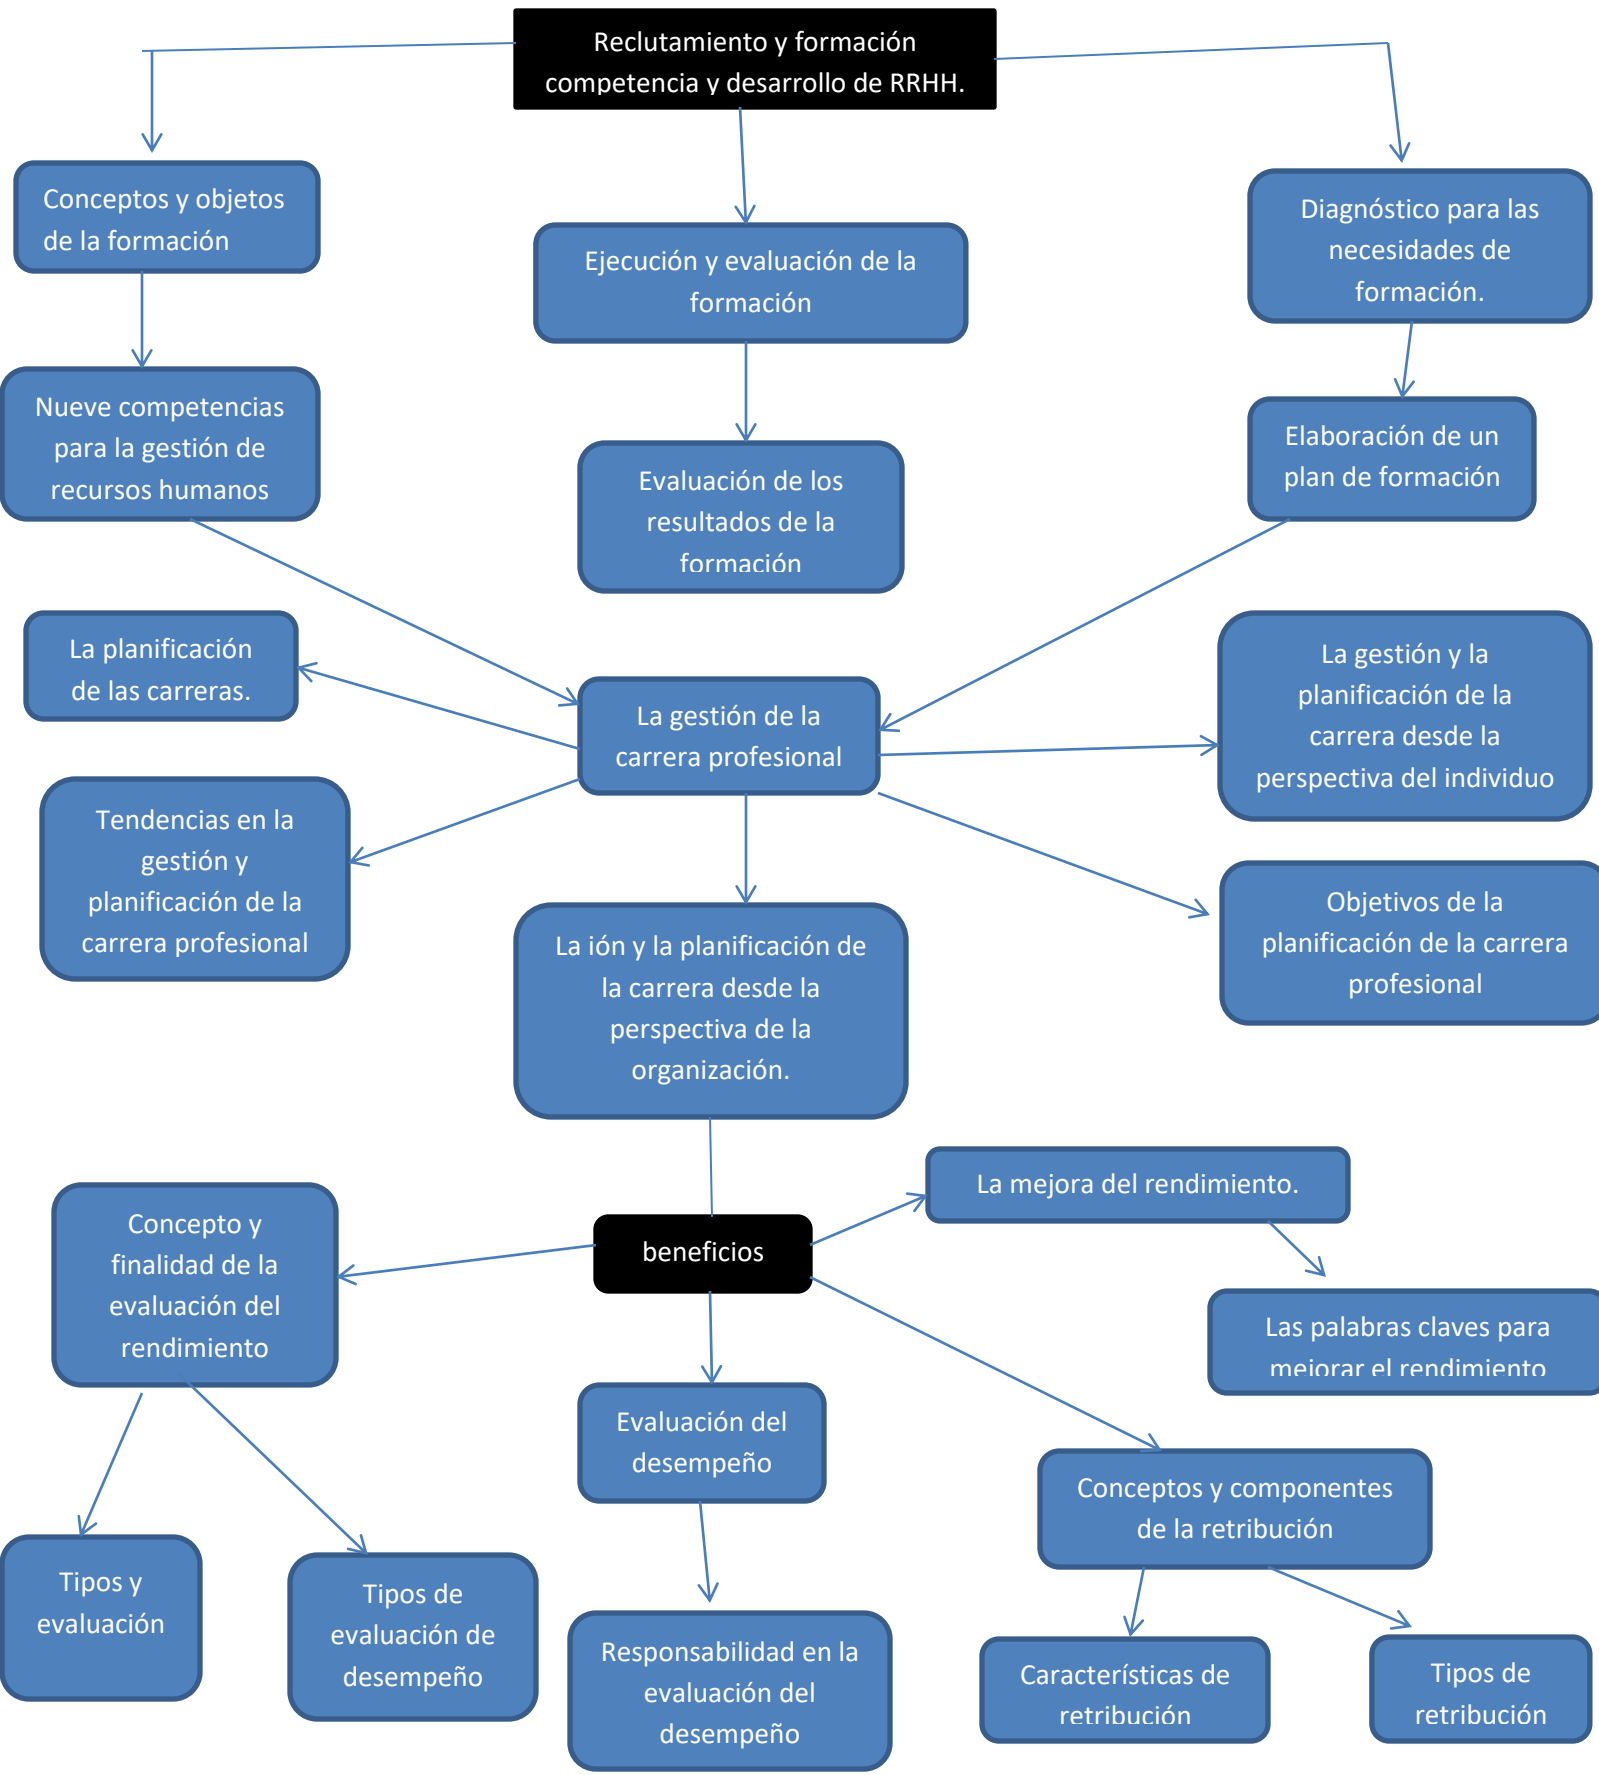 Reclutamiento y formación
competencia y desarrollo de RRHH.
Conceptos y objetos
de la formación
Ejecución y evaluación de la
formación
Diagnóstico para las
necesidades de
formación.
Nueve competencias
para la gestión de
recursos humanos
Evaluación de los
resultados de la
formación
Elaboración de un
plan de formación
La planificación
de las carreras.
La gestión de la
carrera profesional
La gestión y la
planificación de la
carrera desde la
perspectiva del individuo
Tendencias en la
gestión y
planificación de la
carrera profesional
La ión y la planificación de
la carrera desde la
perspectiva de la
organización.
Objetivos de la
planificación de la carrera
profesional
La mejora del rendimiento.
Concepto y
finalidad de la
evaluación del
rendimiento
beneficios
Las palabras claves para
mejorar el rendimiento
Evaluación del
desempeño
Conceptos y componentes
de la retribución
Tipos y
evaluación
Tipos de
evaluación de
desempeño
Responsabilidad en la
evaluación del
desempeño
Características de
retribución
Tipos de
retribución